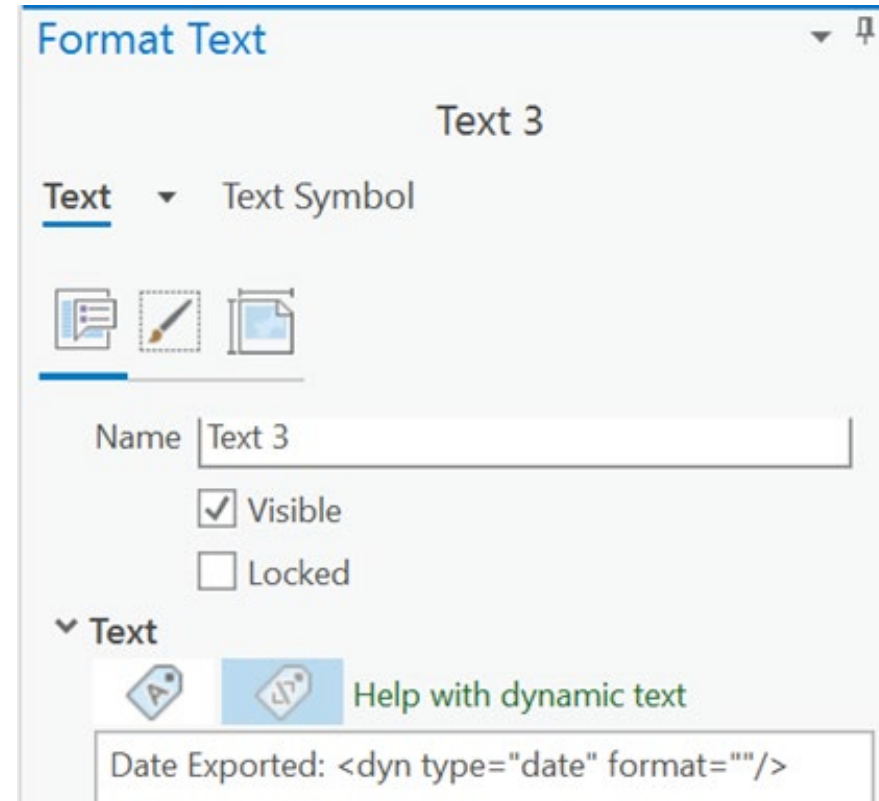 Format Text
Text 3
Text Text Symbol
Name Text 3
Visible
Locked
Text
Help with dynamic text
Date Exported: <dyn type="date" format=""/>